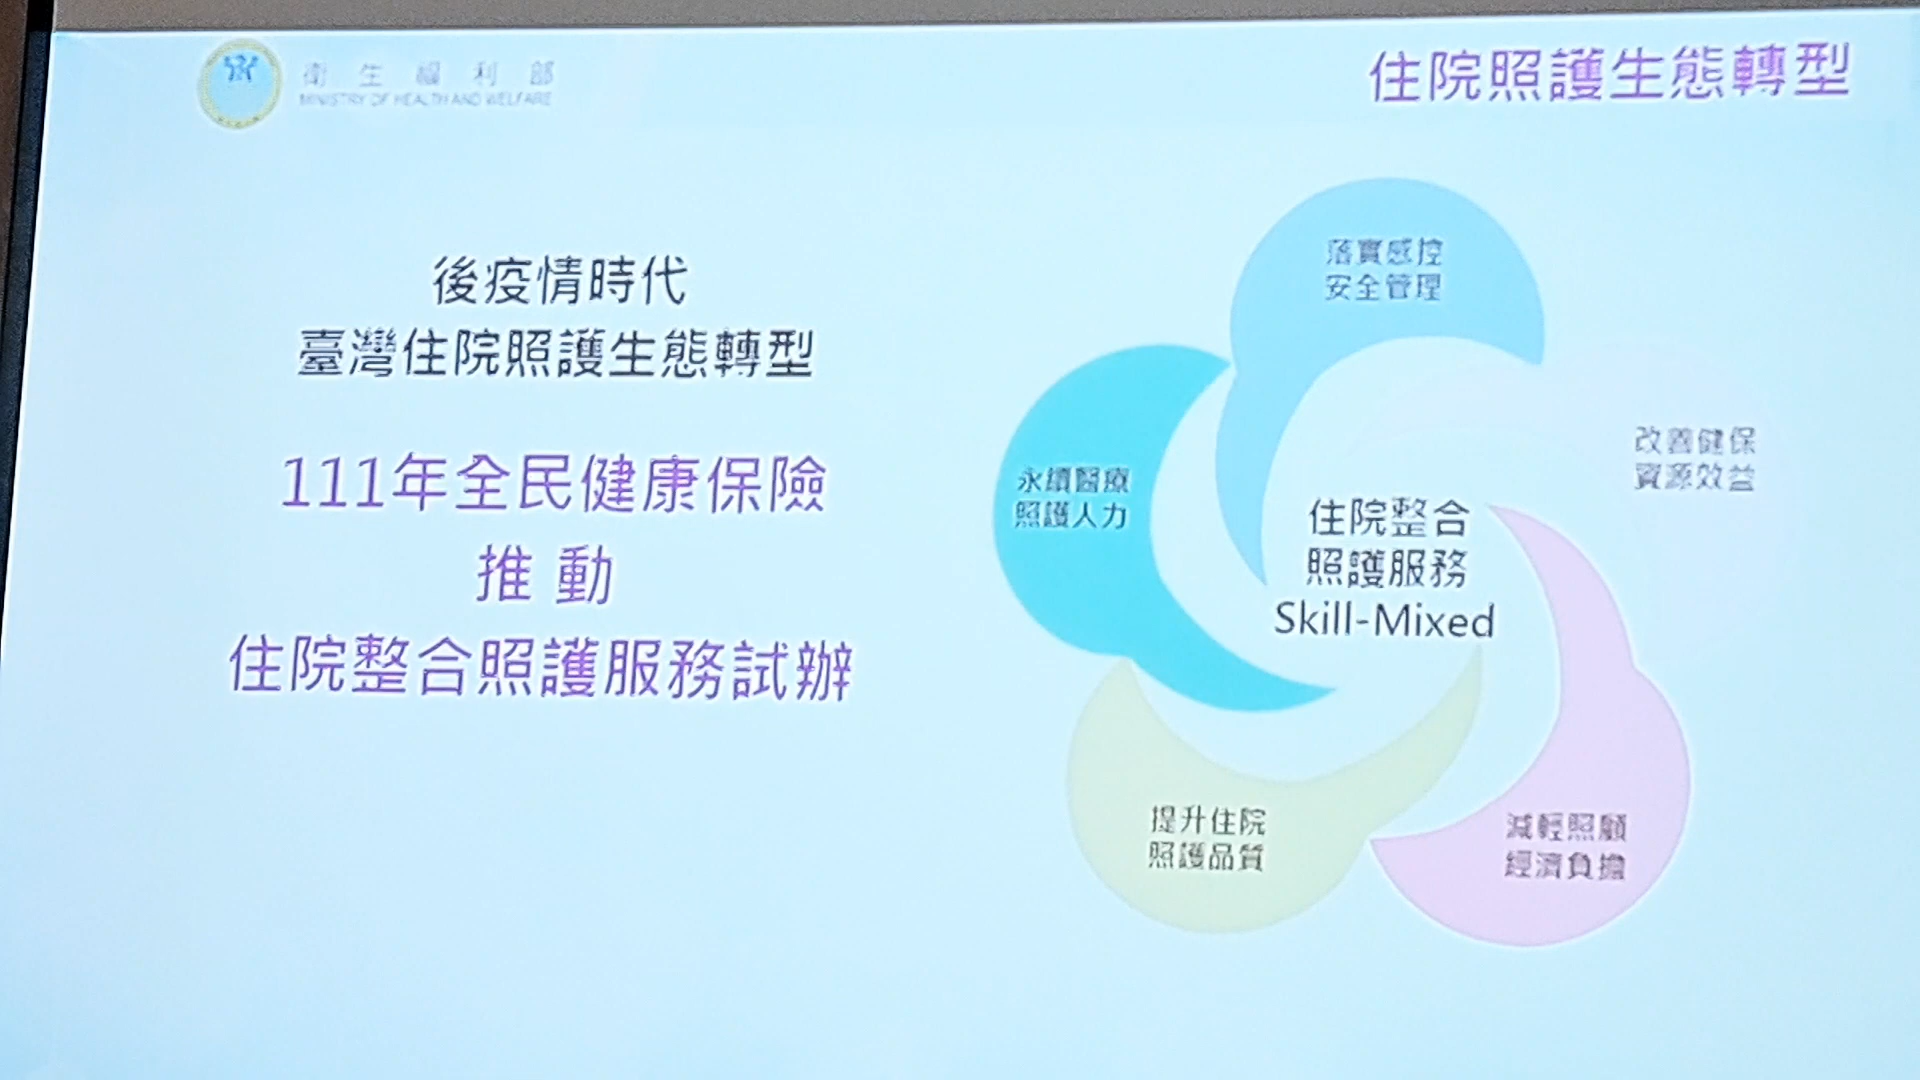 衛生福利部
MINISTRY OF HEALTH AND WELFARE
住院照護生態轉型
後疫情時代
臺灣住院照護生態轉型
111年全民健康保險
推動
住院整合照護服務試辦
落實感控
安全管理
改善健保
資源效益
永續醫療
照護人力
住院整合
照護服務
Skill-Mixed
提升住院
照護品質
減輕照顧
經濟負擔